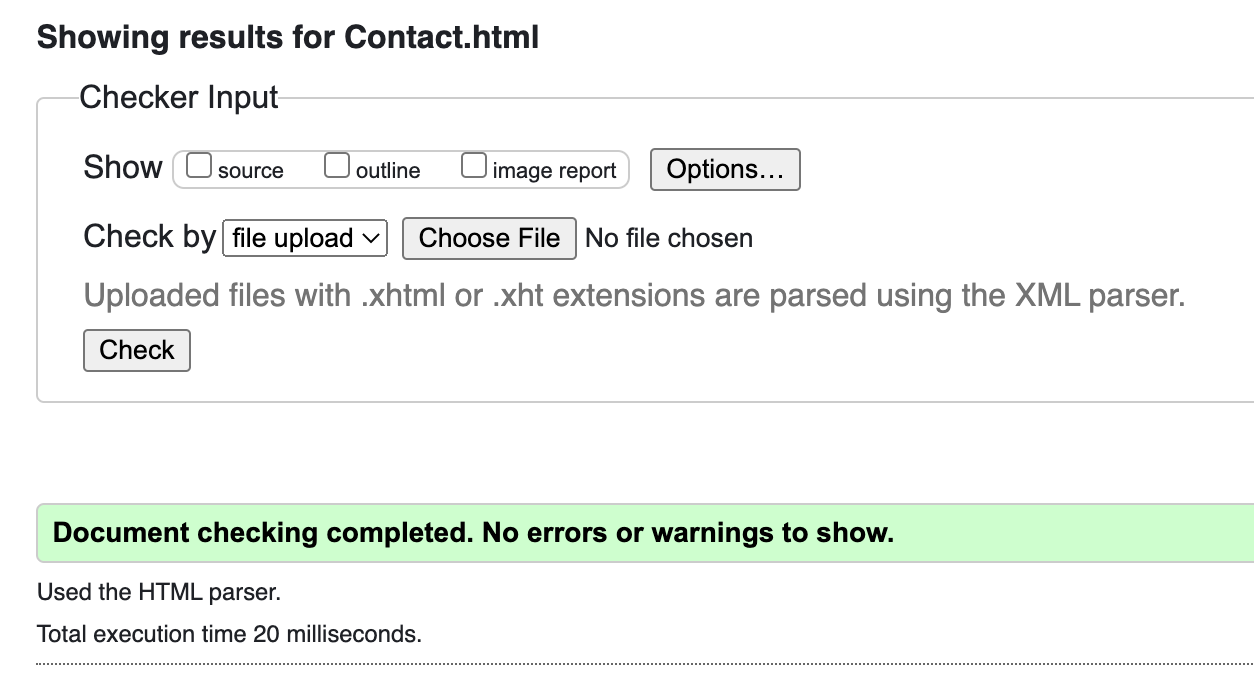 Showing results for Contact.html
Checker Input
Show source outline image report Options…
Check by file upload Choose File No file chosen
Uploaded files with .xhtml or .xht extensions are parsed using the XML parser.
Check
Document checking completed. No errors or warnings to show.
Used the HTML parser.
Total execution time 20 milliseconds.